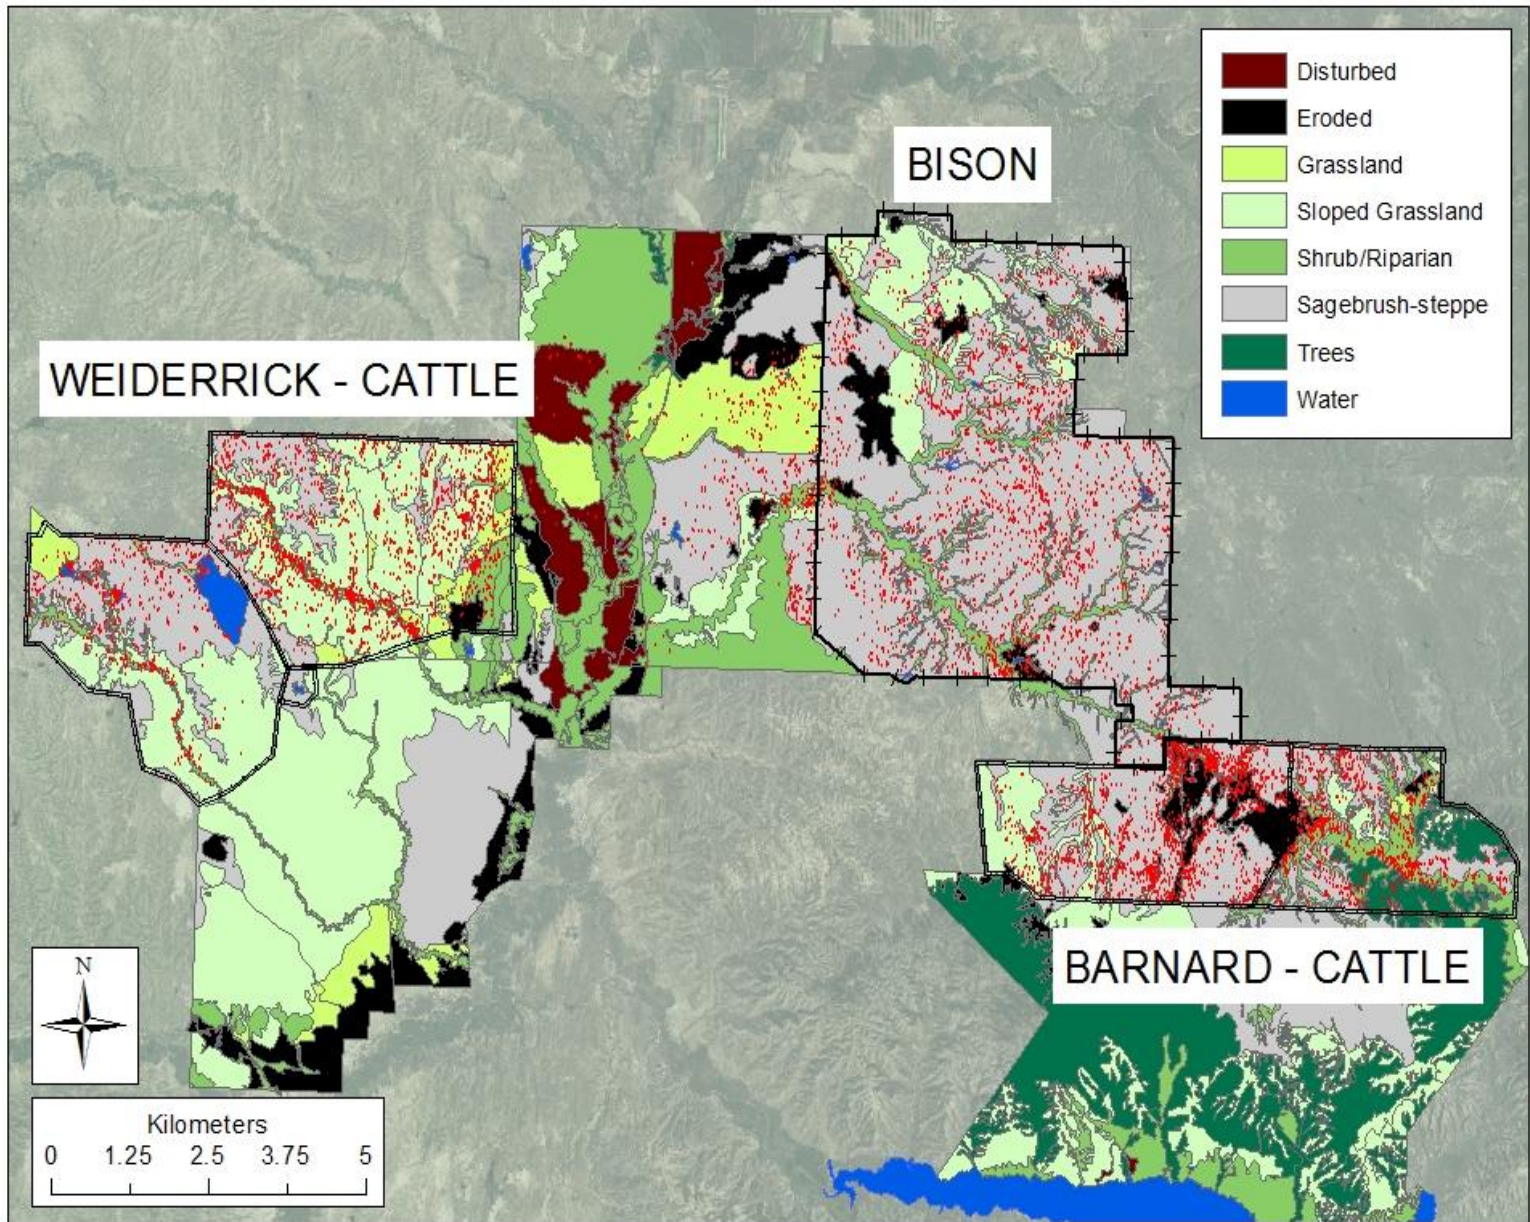 BISON
WEIDERRICK - CATTLE
BARNARD - CATTLE
Disturbed
Eroded
Grassland
Sloped Grassland
Shrub/Riparian
Sagebrush-steppe
Trees
Water
N
Kilometers
0 1.25 2.5 3.75 5